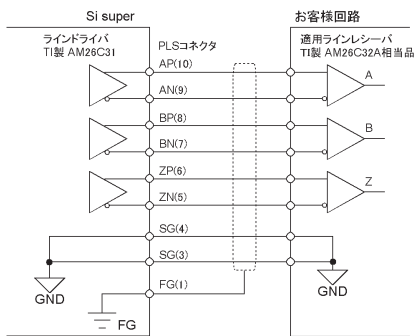 Si super
お客様回路
ラインドライバ
TI製 AM26C31
PLSコネクタ
適用ラインレシーバ
TI製 AM26C32A相当品
AP(10)
A
AN(9)
BP(8)
B
BN(7)
ZP(6)
Z
ZN(5)
SG(4)
SG(3)
GND
GND
FG(1)
FG